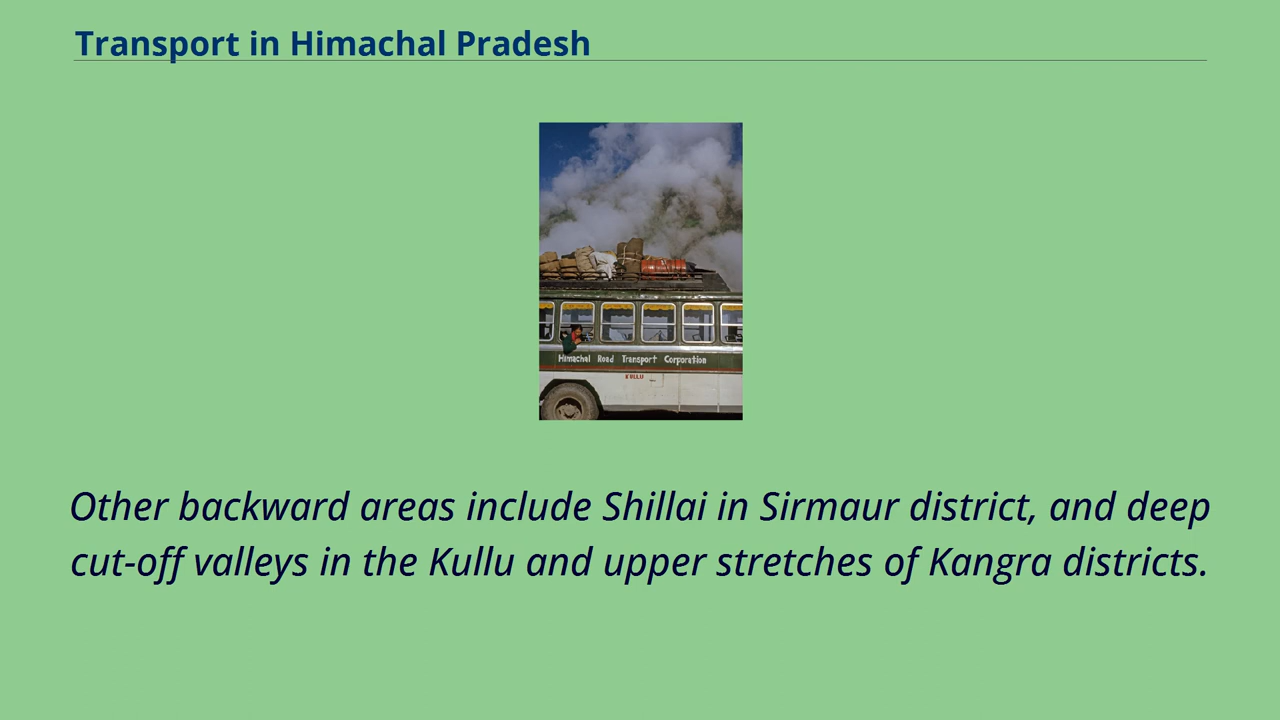 Transport in Himachal Pradesh
Himachal Road Transport Corporation
KULLU
Other backward areas include Shillai in Sirmaur district, and deep
cut-off valleys in the Kullu and upper stretches of Kangra districts.